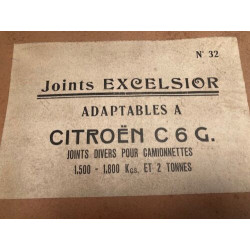 N° 32
Joints EXCELSIOR
ADAPTABLES A
CITROËN C 6 G.
JOINTS DIVERS POUR CAMIONNETTES
1.500 - 1.800 Kgs, ET 2 TONNES